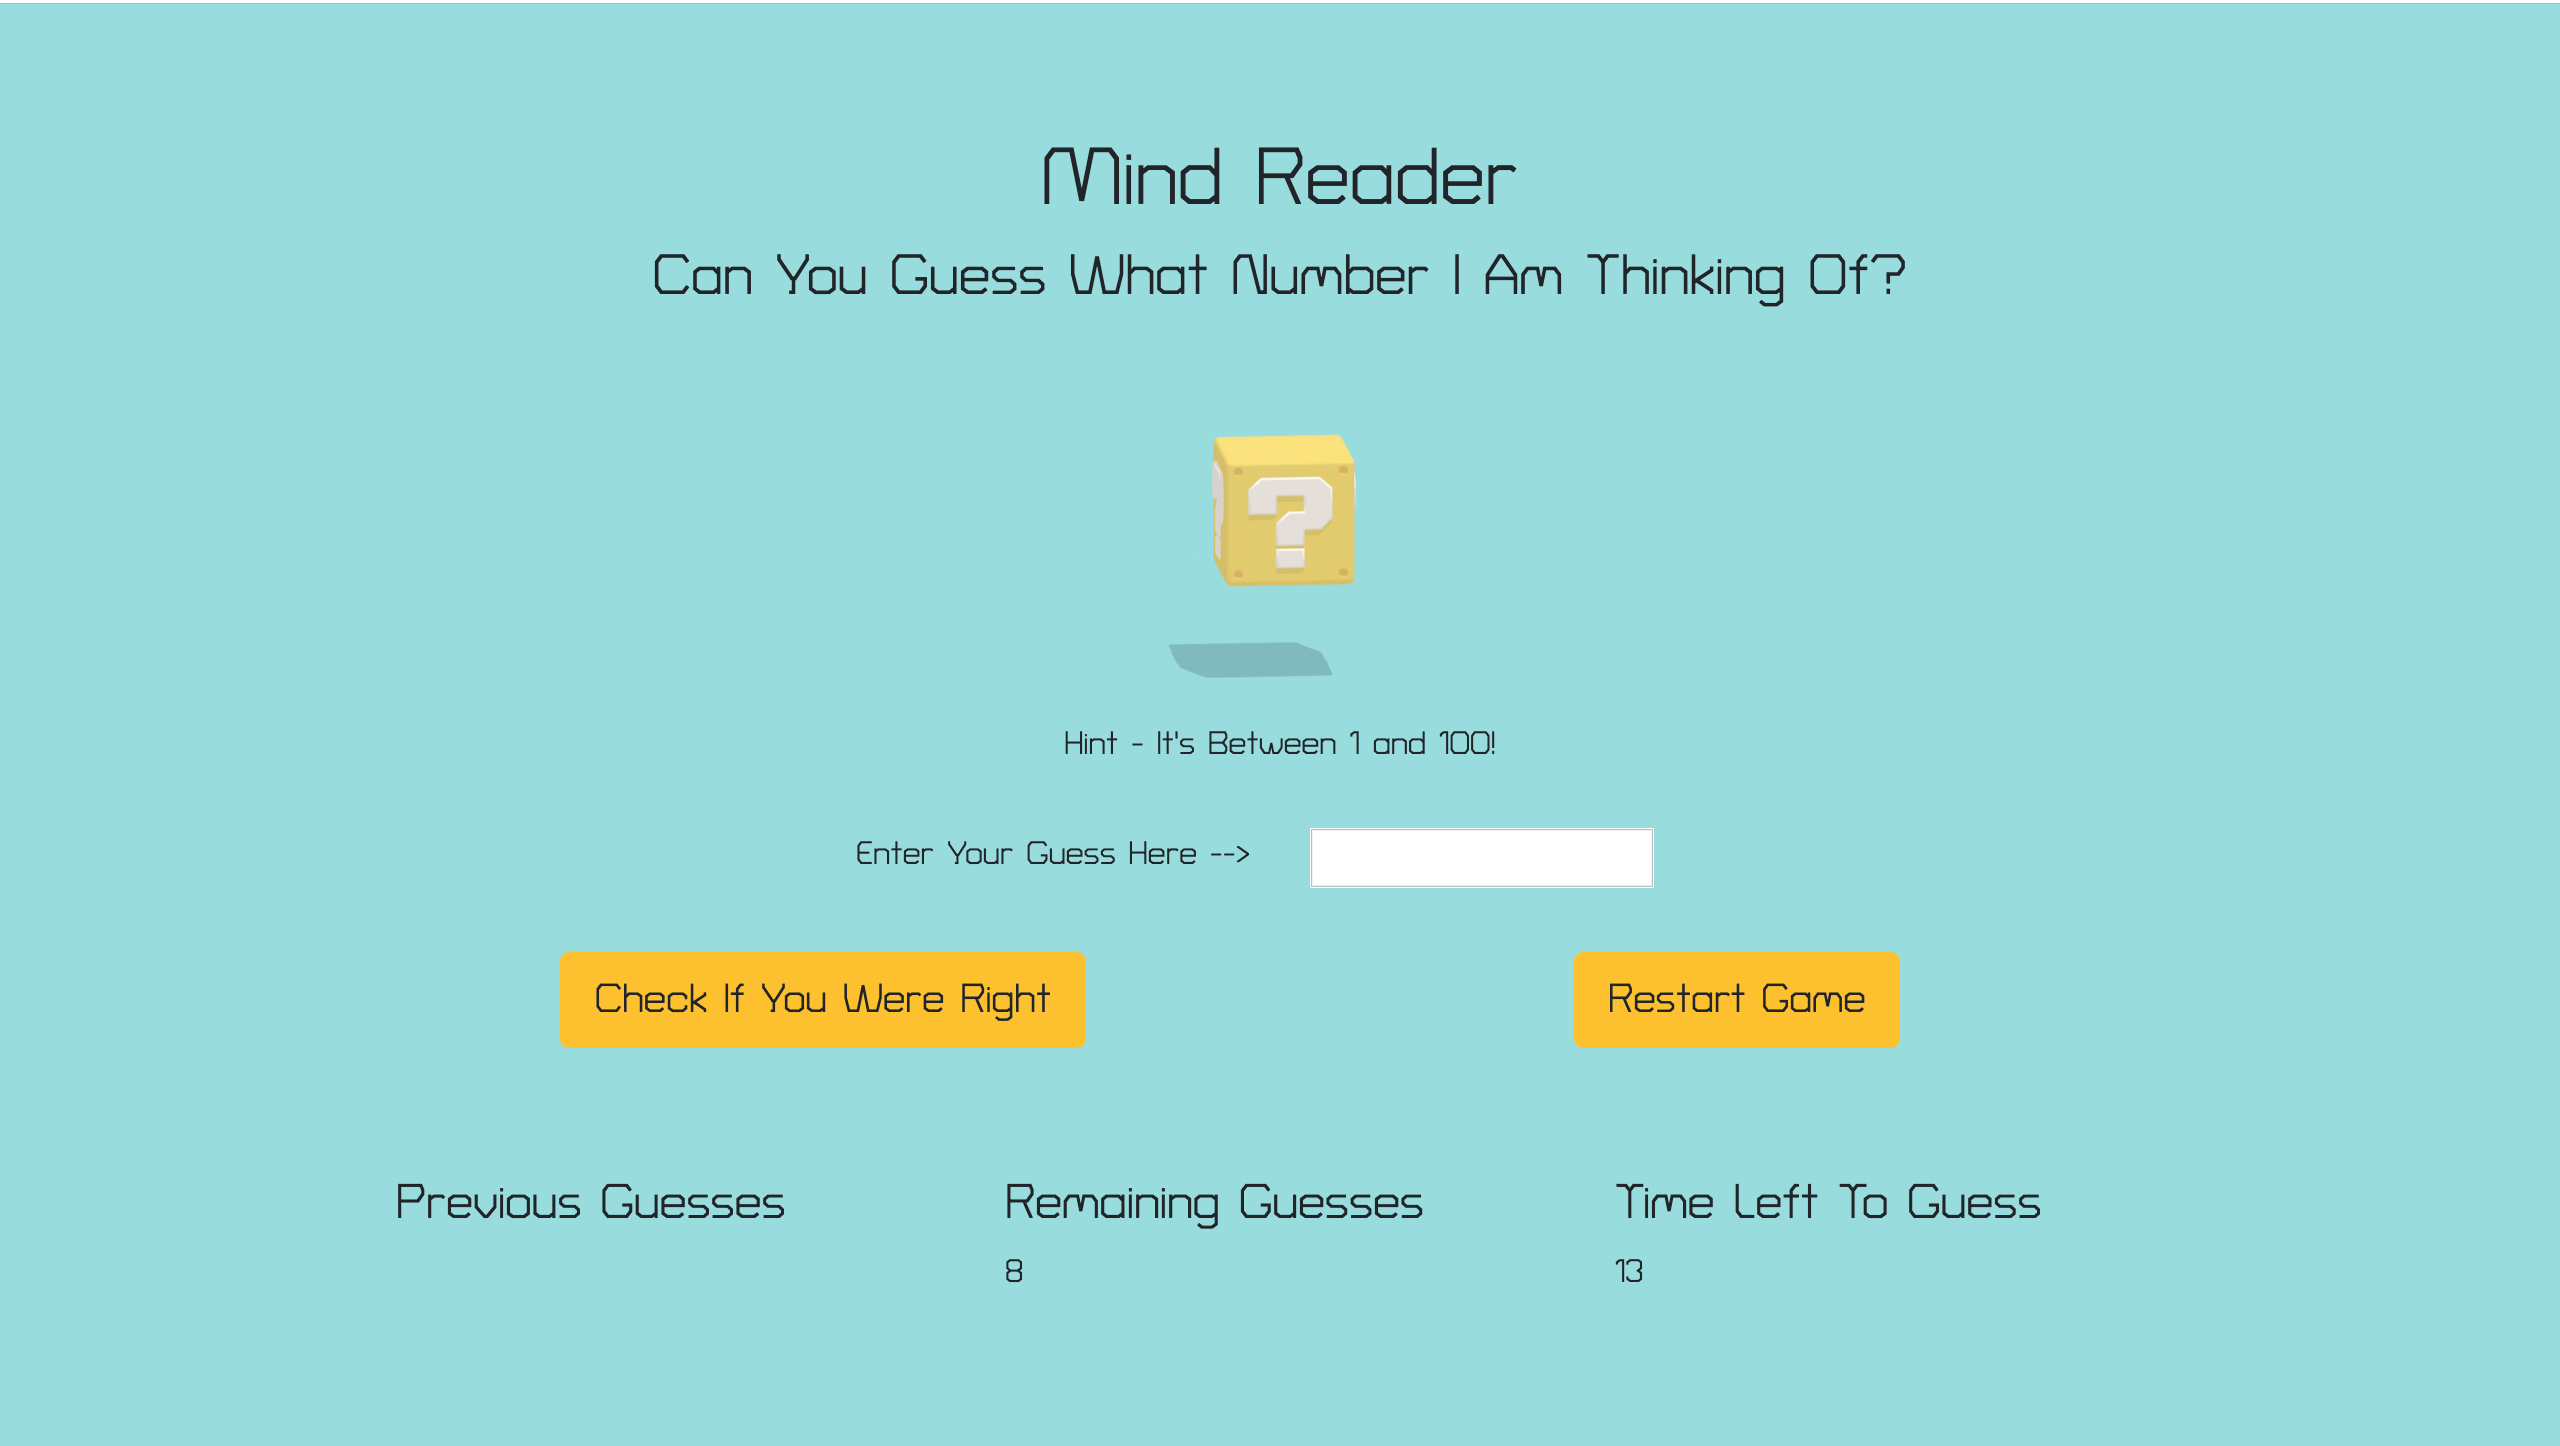 Mind Reader
Can You Guess What Number I Am Thinking Of?
?
Hint - It's Between 1 and 100!
Enter Your Guess Here -->
Check If You Were Right
Restart Game
Previous Guesses
Remaining Guesses
Time Left To Guess
8
13